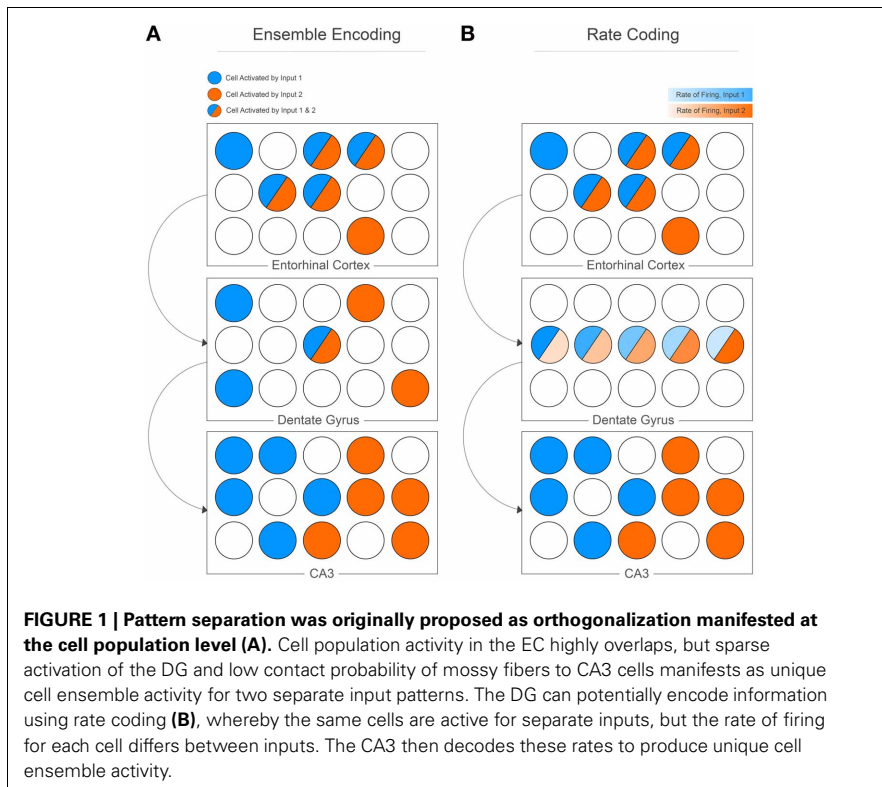 A Ensemble Encoding
B Rate Coding
Cell Activated by Input 1
Cell Activated by Input 2
Cell Activated by Input 1 & 2
Rate of Firing, Input 1
Rate of Firing, Input 2
Entorhinal Cortex
Entorhinal Cortex
Dentate Gyrus
Dentate Gyrus
CA3
CA3
FIGURE 1 | Pattern separation was originally proposed as orthogonalization manifested at
the cell population level (A). Cell population activity in the EC highly overlaps, but sparse
activation of the DG and low contact probability of mossy fibers to CA3 cells manifests as unique
cell ensemble activity for two separate input patterns. The DG can potentially encode information
using rate coding (B), whereby the same cells are active for separate inputs, but the rate of firing
for each cell differs between inputs. The CA3 then decodes these rates to produce unique cell
ensemble activity.